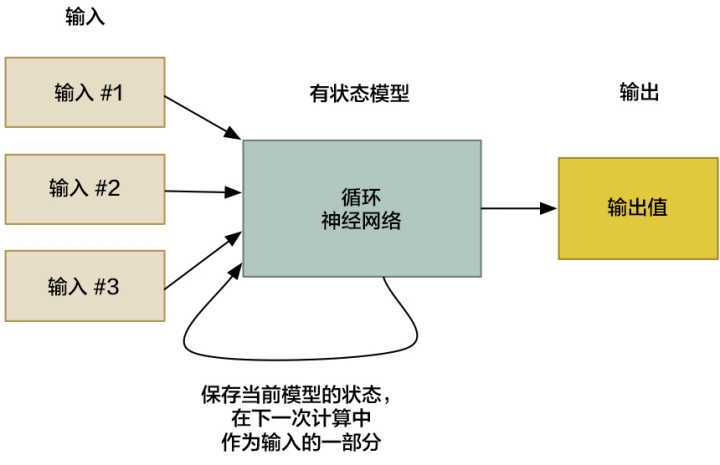 输入
输入 #1
输入 #2
输入 #3
有状态模型
循环
神经网络
输出
输出值
保存当前模型的状态，
在下一次计算中
作为输入的一部分